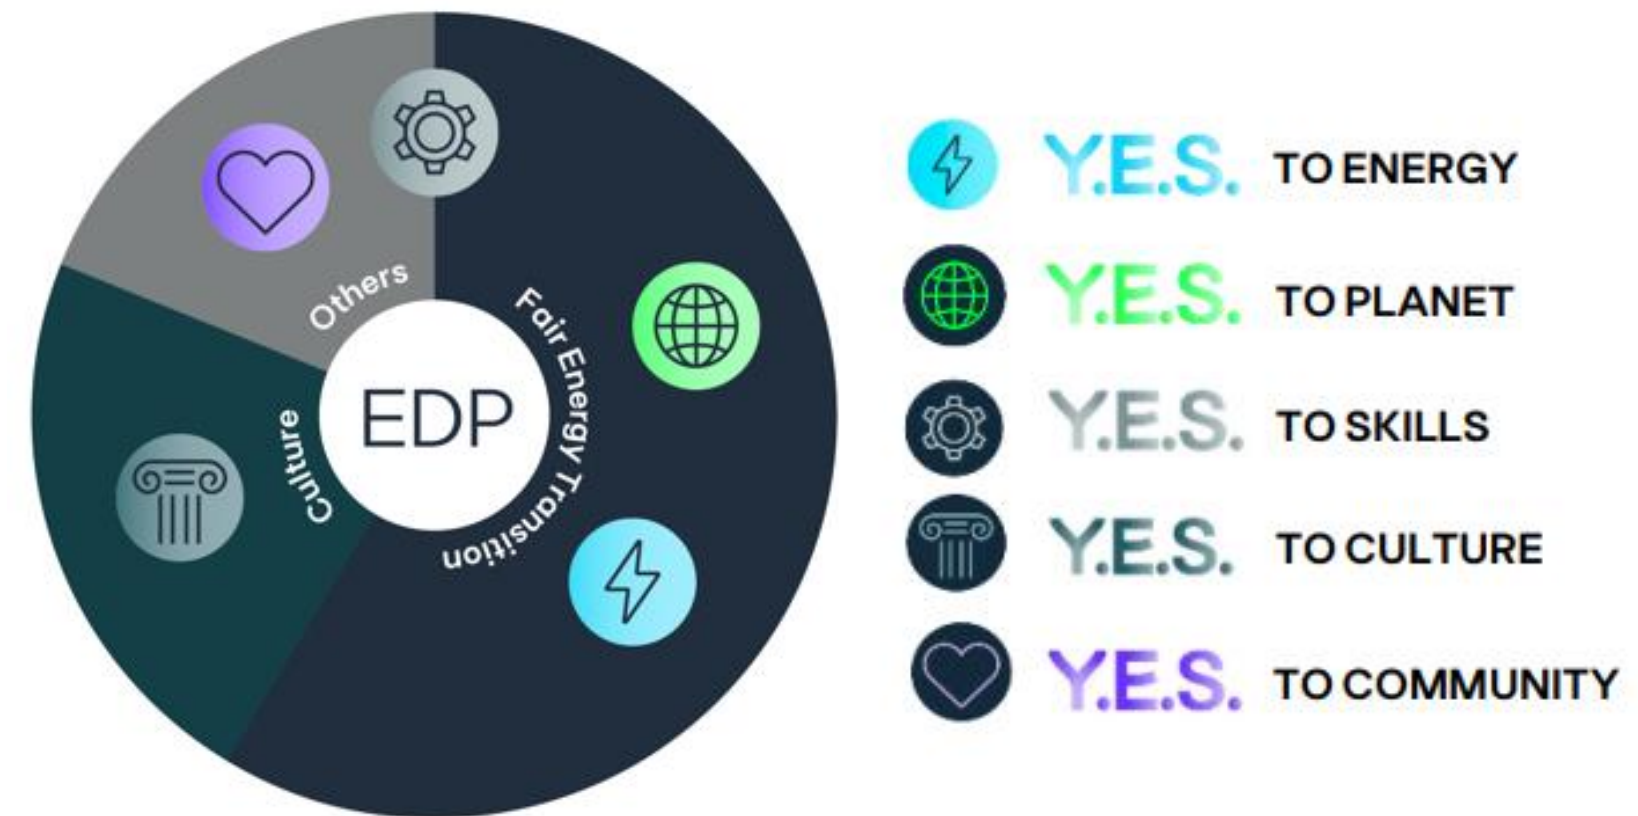 Others
Fair Energy Transition
Culture
EDP
Y.E.S. TO ENERGY
Y.E.S. TO PLANET
Y.E.S. TO SKILLS
Y.E.S. TO CULTURE
Y.E.S. TO COMMUNITY